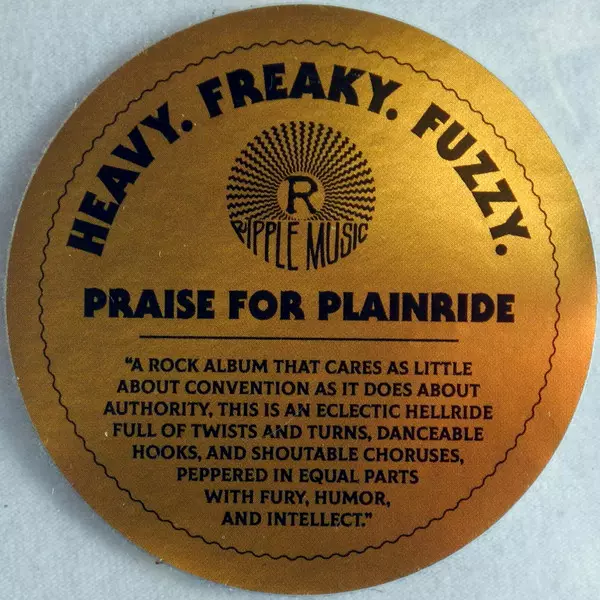 HEAVY. FREAKY. FUZZY.
R
RIPPLE MUSIC
PRAISE FOR PLAINRIDE
“A ROCK ALBUM THAT CARES AS LITTLE
ABOUT CONVENTION AS IT DOES ABOUT
AUTHORITY, THIS IS AN ECLECTIC HELLRIDE
FULL OF TWISTS AND TURNS, DANCEABLE
HOOKS, AND SHOUTABLE CHORUSES,
PEPPERED IN EQUAL PARTS
WITH FURY, HUMOR,
AND INTELLECT.”